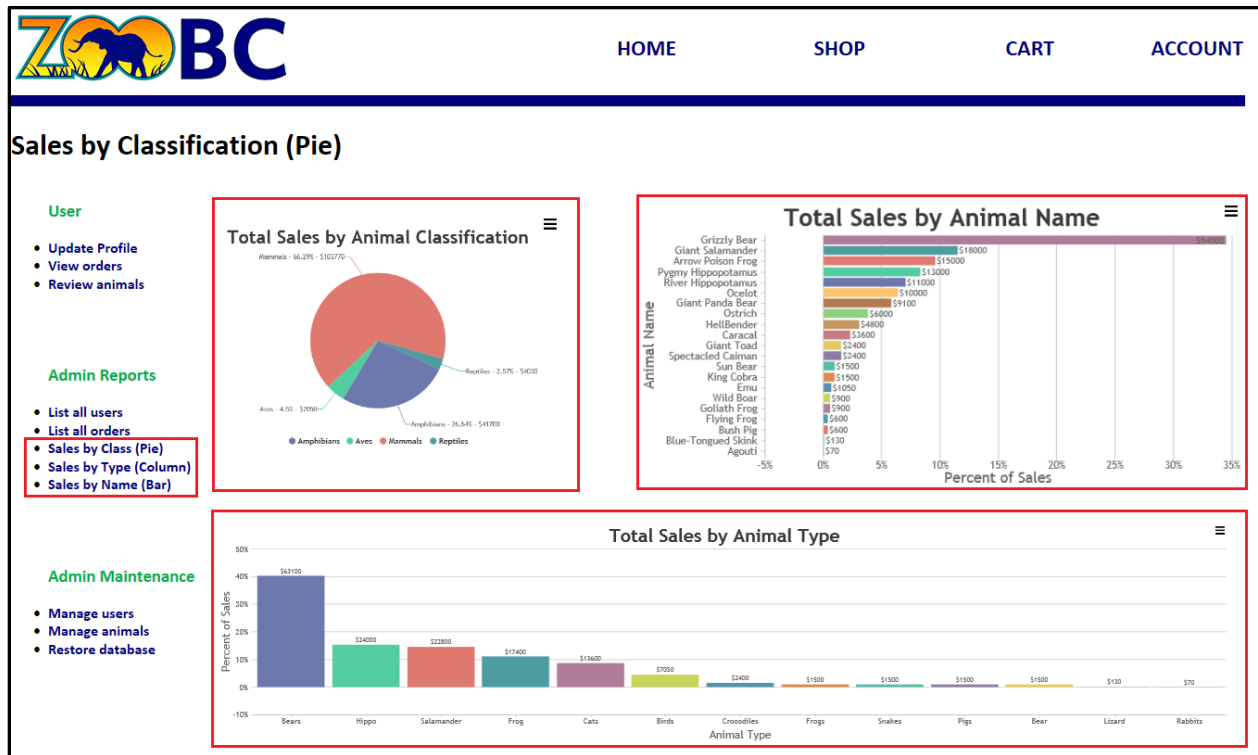 ZOOBC
HOME
SHOP
CART
ACCOUNT
Sales by Classification (Pie)
User
Update Profile
View orders
Review animals
Admin Reports
List all users
List all orders
Sales by Class (Pie)
Sales by Type (Column)
Sales by Name (Bar)
Admin Maintenance
Manage users
Manage animals
Restore database
Total Sales by Animal Classification
Mammals - 66.29% - $103770
Reptiles - 2.57% - $4030
Aves - 4.5% - $7050
Amphibians - 26.64% - $41700
Amphibians Aves Mammals Reptiles
Total Sales by Animal Name
Animal Name
Grizzly Bear $54000
Giant Salamander $18000
Arrow Poison Frog $15000
Pygmy Hippopotamus $13000
River Hippopotamus $11000
Ocelot $10000
Giant Panda Bear $9100
Ostrich $6000
HellBender $4800
Caracal $3600
Giant Toad $2400
Spectacled Caiman $2400
Sun Bear $1500
King Cobra $1500
Emu $1050
Wild Boar $900
Goliath Frog $900
Flying Frog $600
Bush Pig $600
Blue-Tongued Skink $130
Agouti $70
-5% 0% 5% 10% 15% 20% 25% 30% 35%
Percent of Sales
Total Sales by Animal Type
Percent of Sales
50%
40%
30%
20%
10%
0%
-10%
$63100 $24000 $22800 $17400 $13600 $7050 $2400 $1500 $1500 $1500 $1500 $130 $70
Bears Hippo Salamander Frog Cats Birds Crocodiles Frogs Snakes Pigs Bear Lizard Rabbits
Animal Type